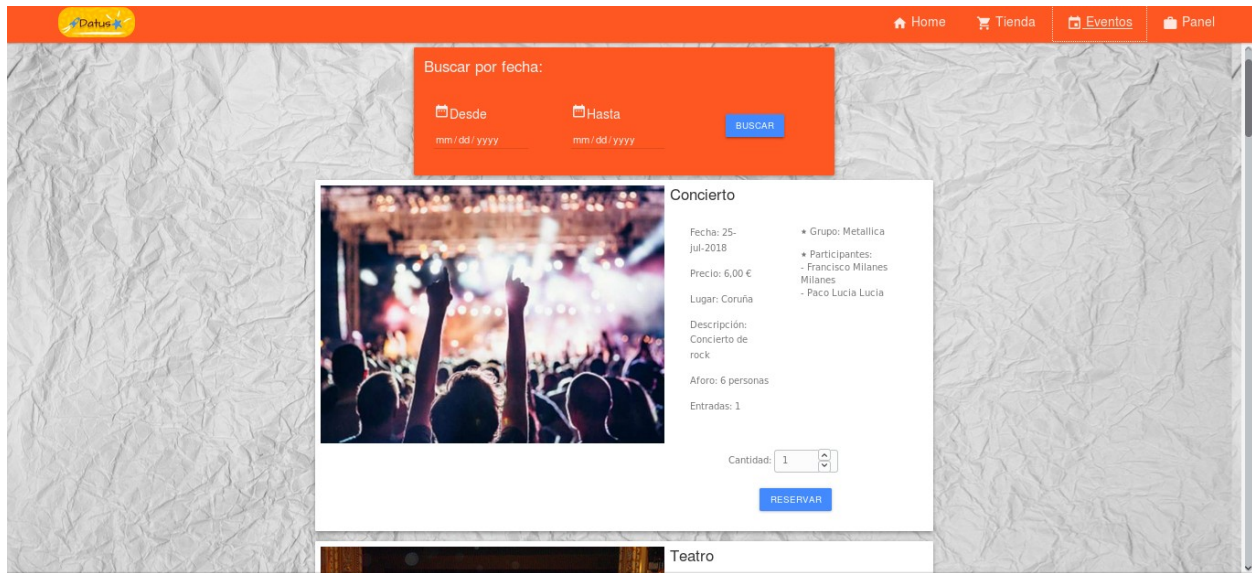 Datus
Home
Tienda
Eventos
Panel
Buscar por fecha:
Desde
Hasta
mm/dd/yyyy
mm/dd/yyyy
BUSCAR
Concierto
Fecha: 25-
jul-2018
Precio: 6,00 €
Lugar: Coruña
Descripción:
Concierto de
rock
Aforo: 6 personas
Entradas: 1
★ Grupo: Metallica
★ Participantes:
- Francisco Milanes
Milanes
- Paco Lucia Lucia
Cantidad: 1
RESERVAR
Teatro